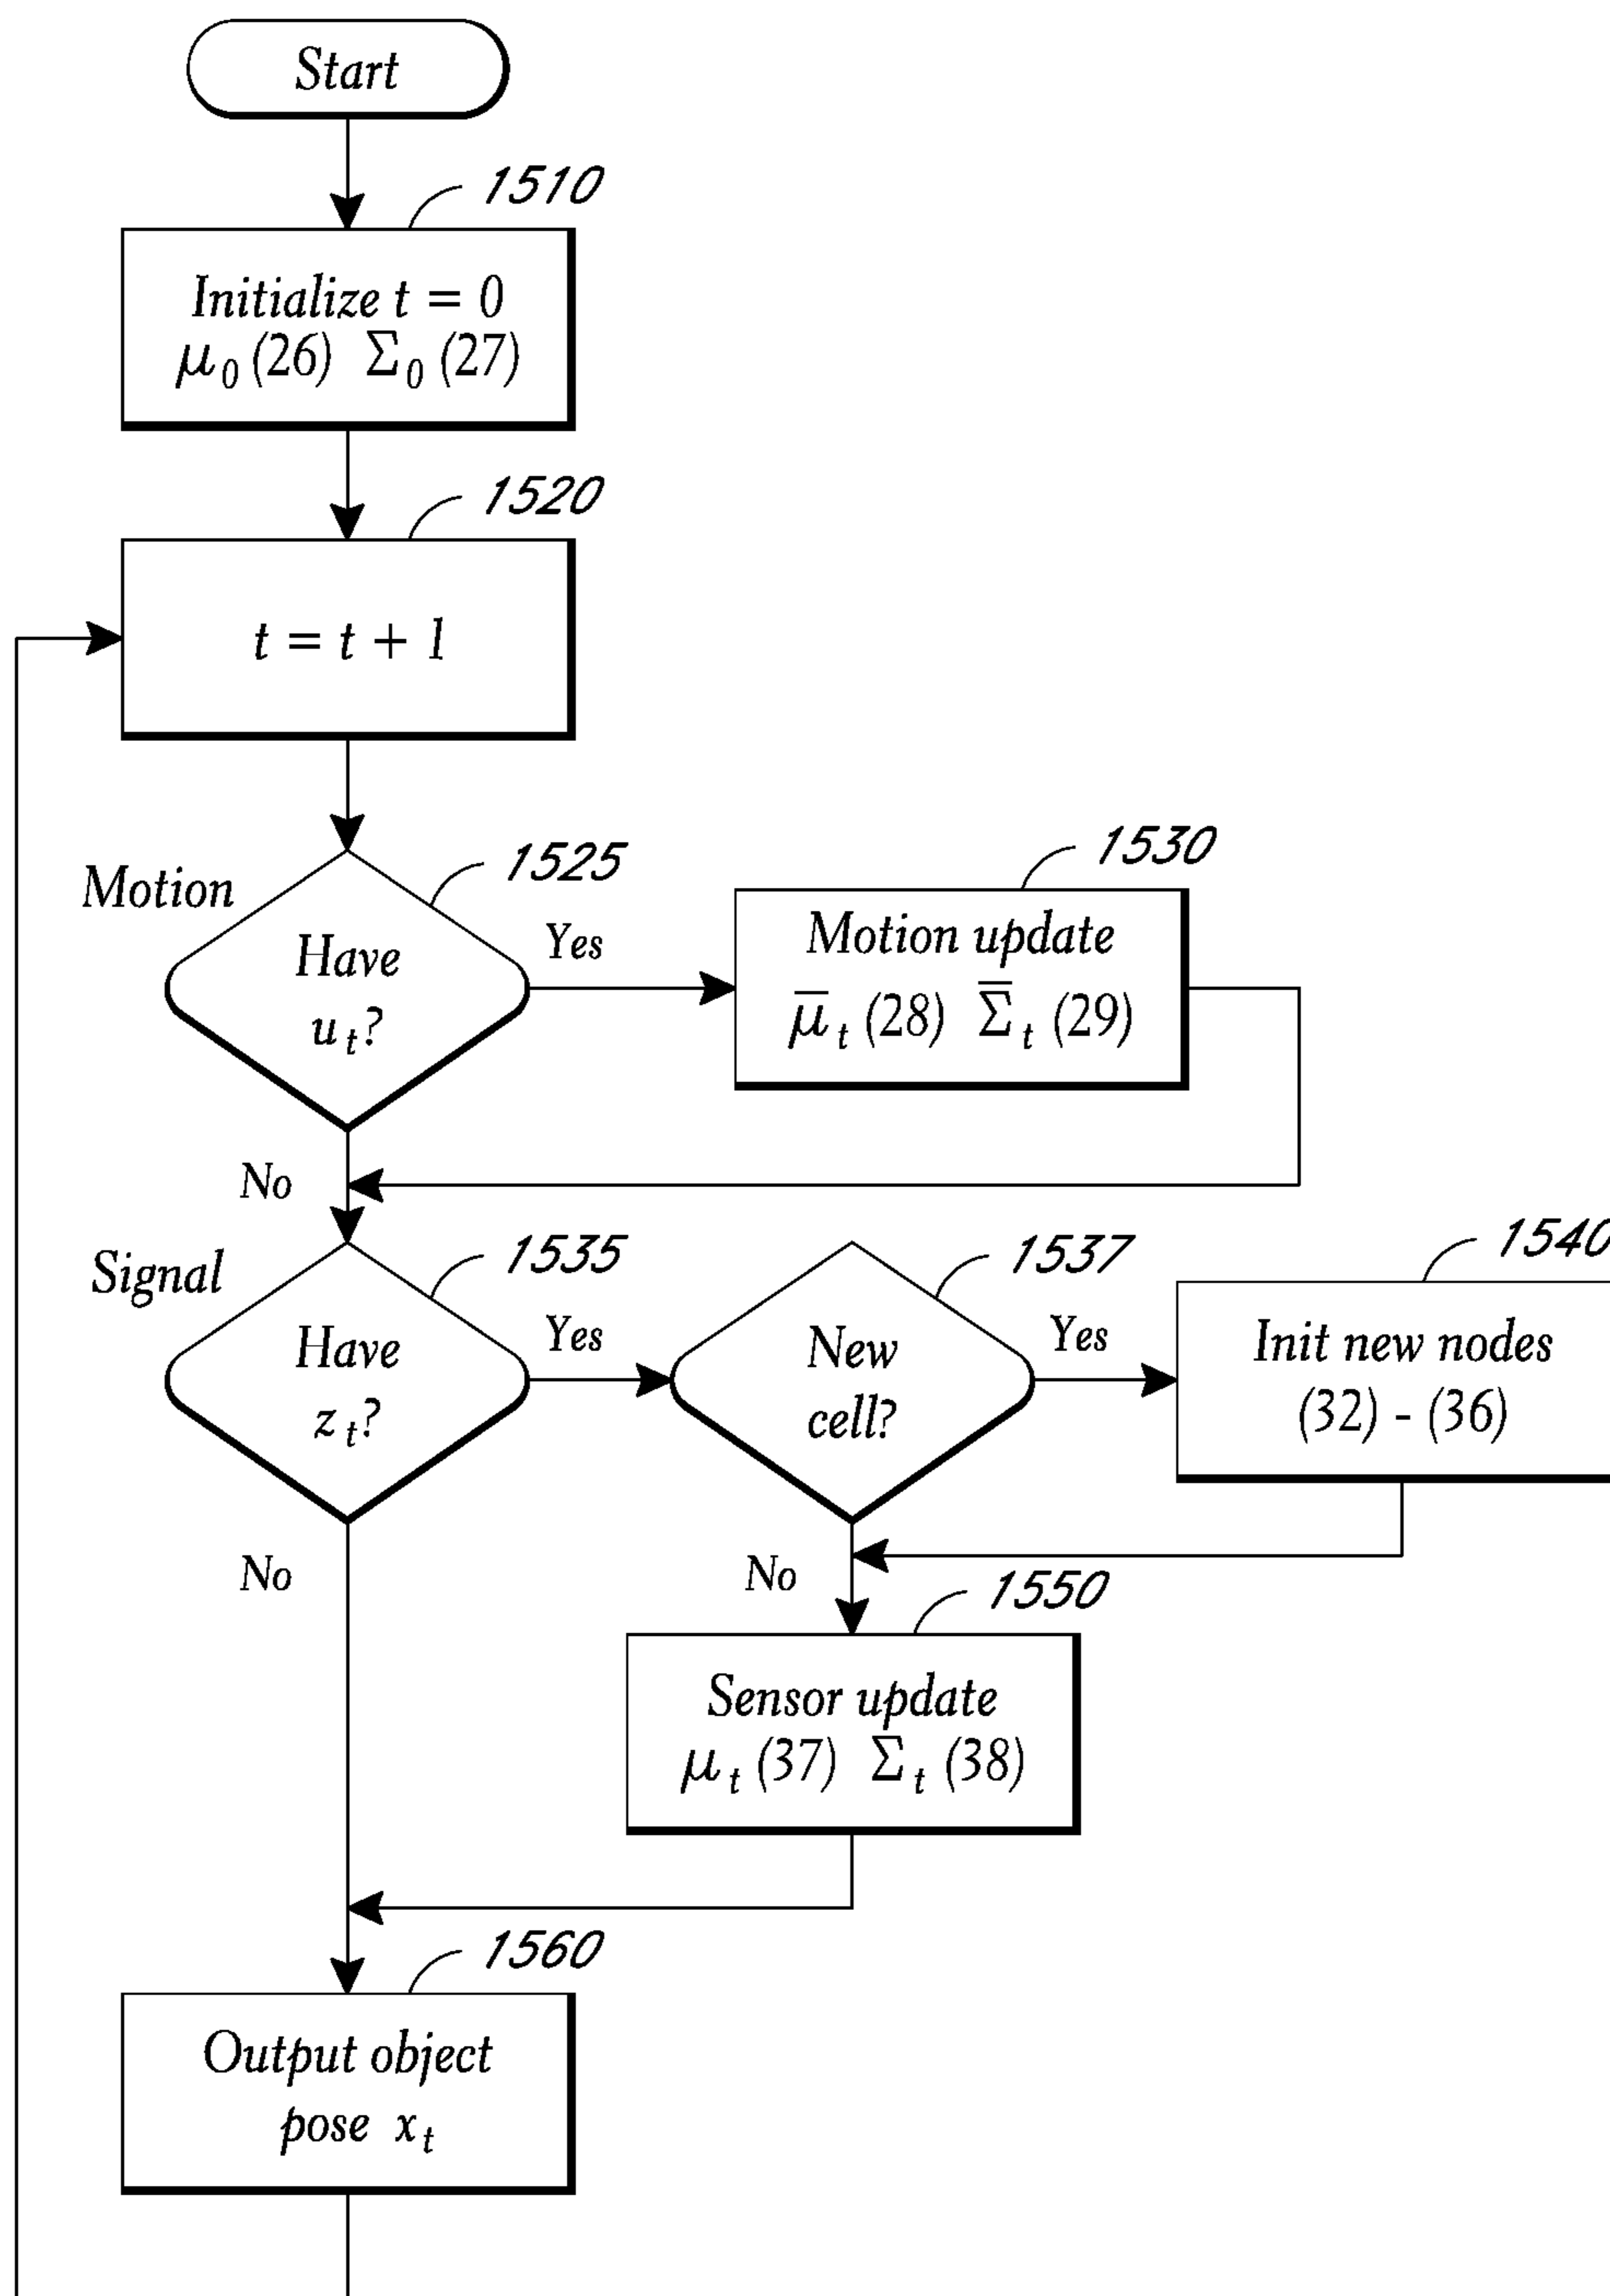 Start
1510
Initialize t = 0
μ₀ (26) Σ₀ (27)
1520
t = t + 1
Motion
1525
Have
uₜ?
Yes
1530
Motion update
μ̅ₜ (28) Σ̅ₜ (29)
No
Signal
1535
Have
zₜ?
Yes
1537
New
cell?
Yes
1540
Init new nodes
(32) - (36)
No
No
1550
Sensor update
μₜ (37) Σₜ (38)
1560
Output object
pose xₜ